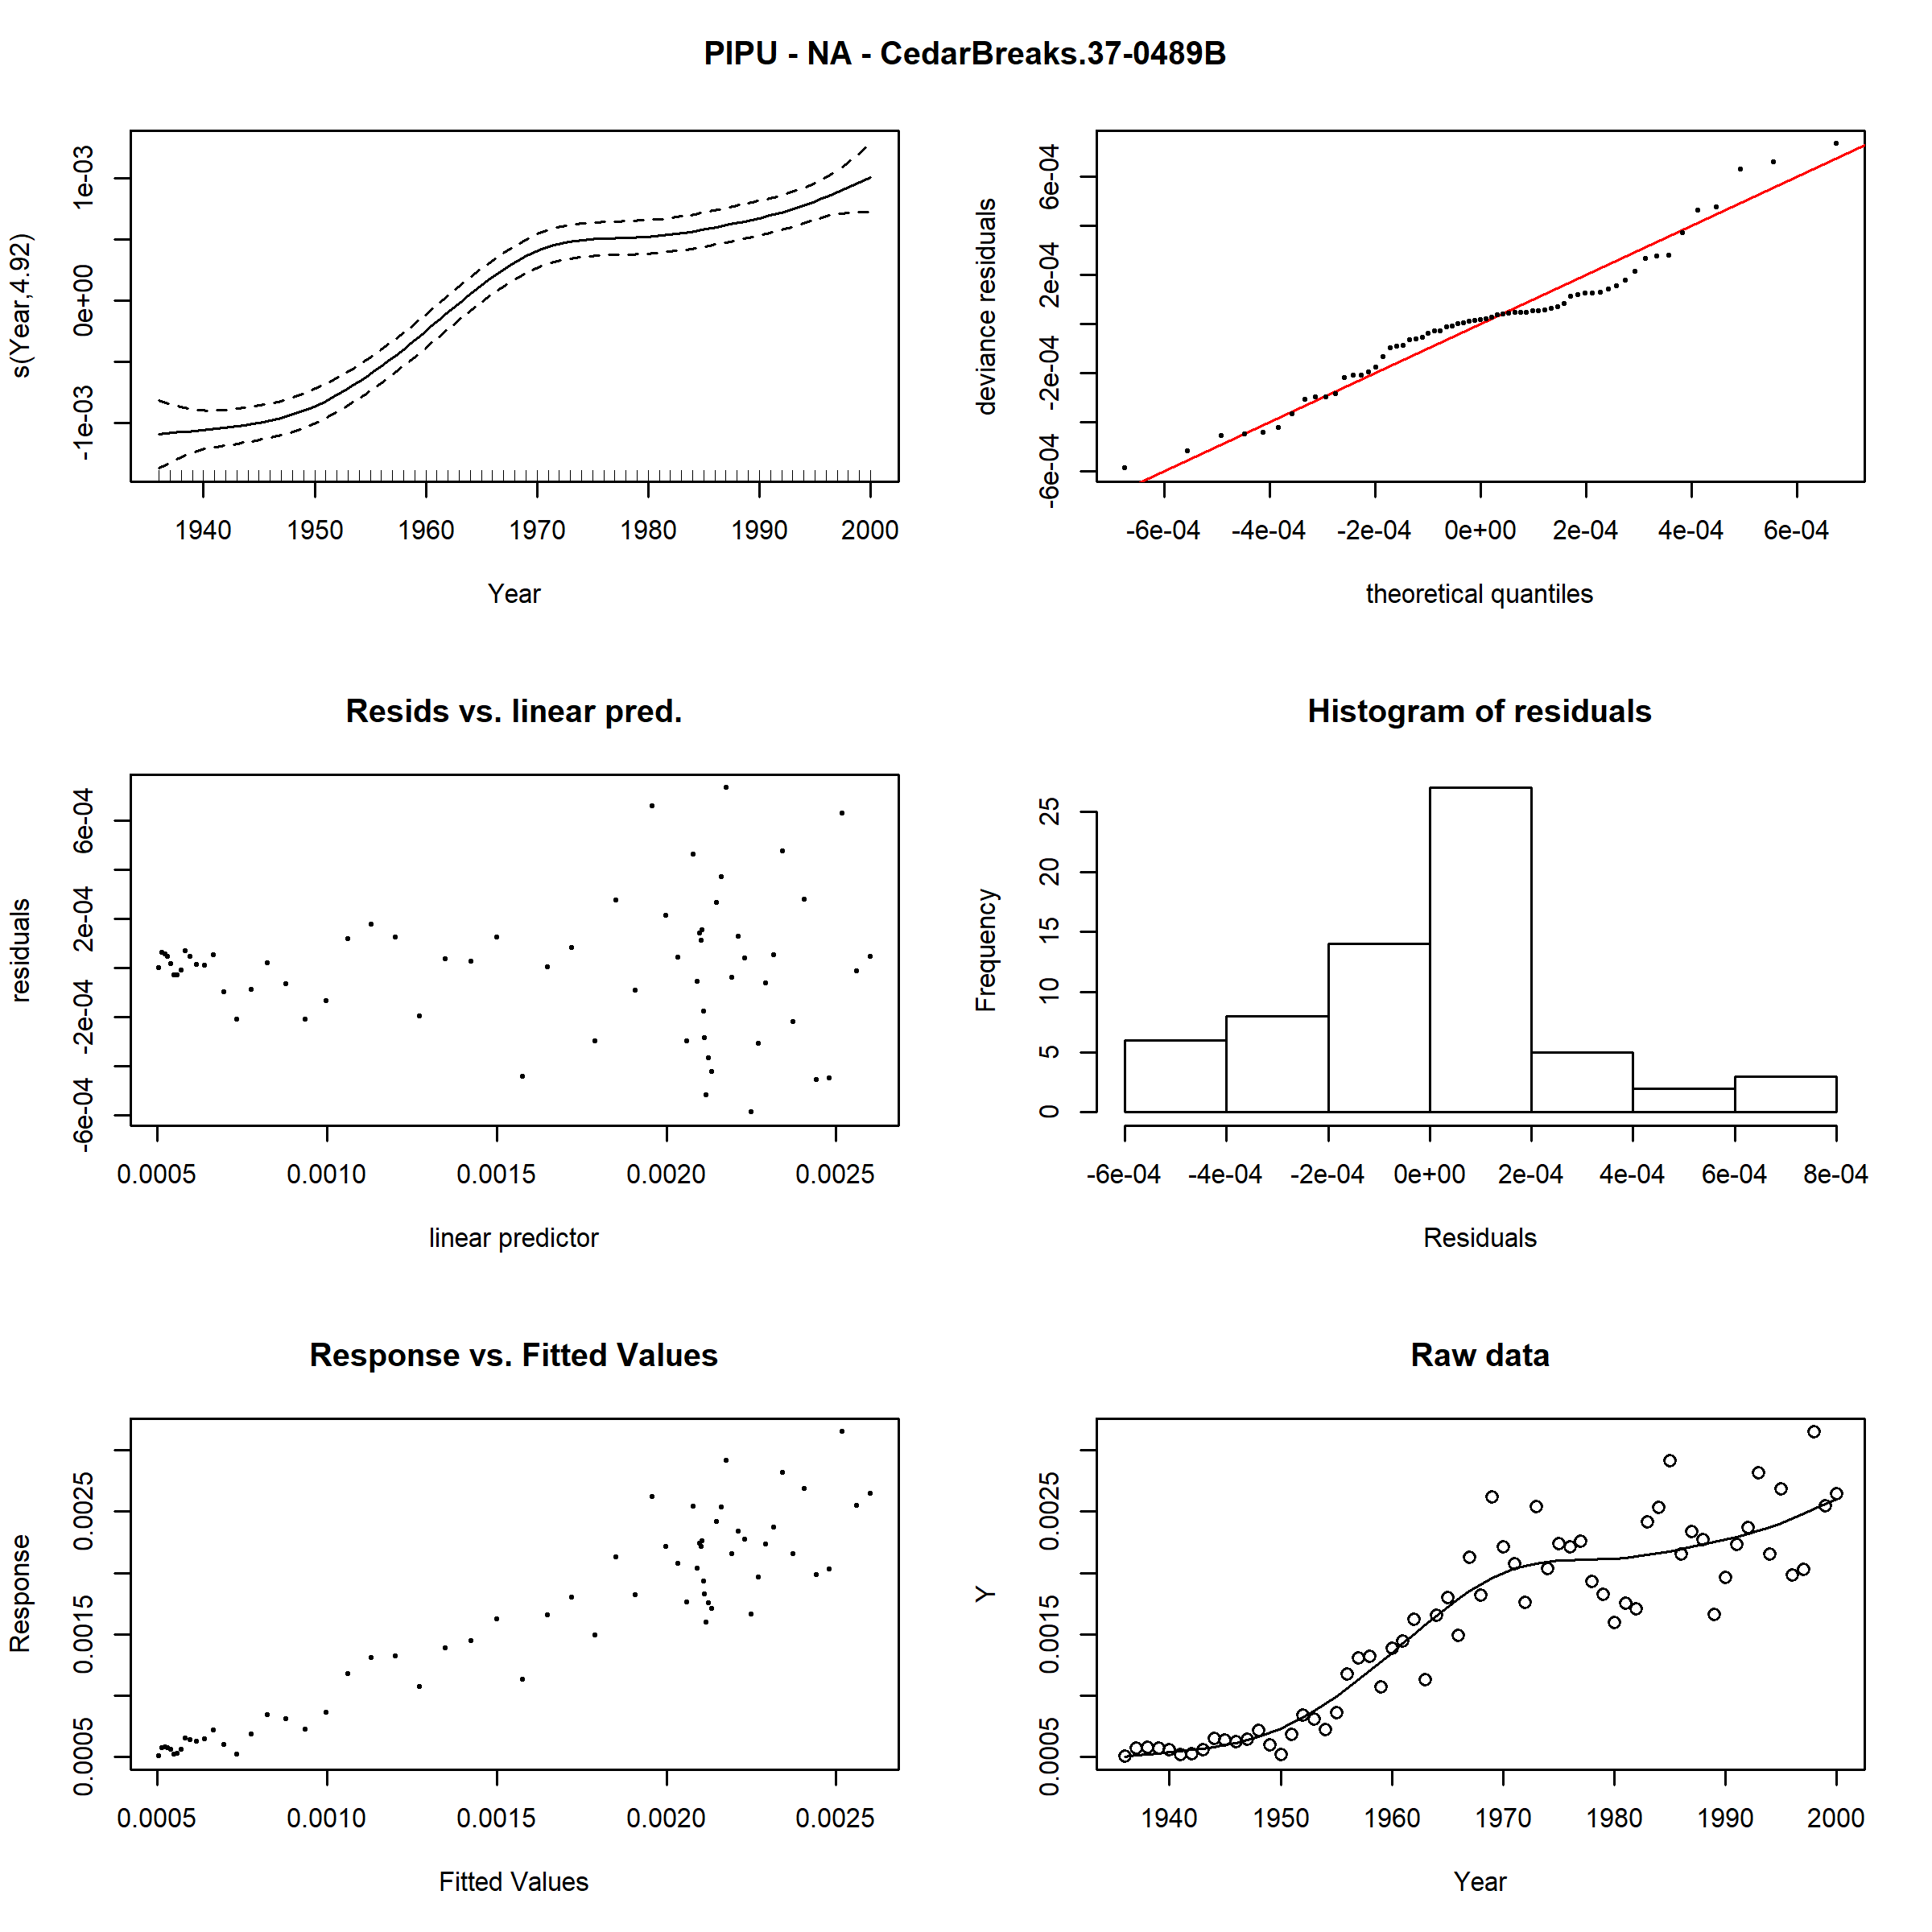 PIPU - NA - CedarBreaks.37-0489B
s(Year,4.92)
-1e-03 0e+00 1e-03
1940 1950 1960 1970 1980 1990 2000
Year
deviance residuals
-6e-04 -2e-04 2e-04 6e-04
-6e-04 -4e-04 -2e-04 0e+00 2e-04 4e-04 6e-04
theoretical quantiles
Resids vs. linear pred.
residuals
-6e-04 -2e-04 2e-04 6e-04
0.0005 0.0010 0.0015 0.0020 0.0025
linear predictor
Histogram of residuals
Frequency
0 5 10 15 20 25
-6e-04 -4e-04 -2e-04 0e+00 2e-04 4e-04 6e-04 8e-04
Residuals
Response vs. Fitted Values
Response
0.0005 0.0015 0.0025
0.0005 0.0010 0.0015 0.0020 0.0025
Fitted Values
Raw data
Y
0.0005 0.0015 0.0025
1940 1950 1960 1970 1980 1990 2000
Year